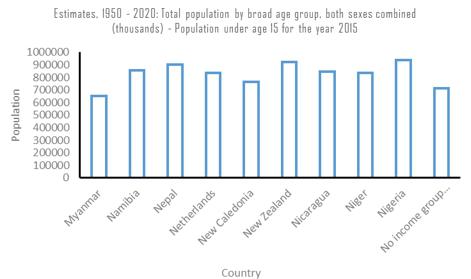 Estimates, 1950 - 2020: Total population by broad age group, both sexes combined
(thousands) - Population under age 15 for the year 2015
1000000
900000
800000
700000
600000
500000
400000
300000
200000
100000
0
Population
Myanmar
Namibia
Nepal
Netherlands
New Caledonia
New Zealand
Nicaragua
Niger
Nigeria
No income group...
Country